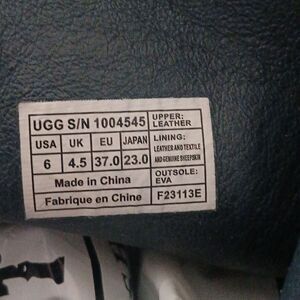 UGG S/N 1004545
UPPER:
LEATHER
USA UK EU JAPAN
6 4.5 37.0 23.0
LINING:
LEATHER AND TEXTILE
AND GENUINE SHEEPSKIN
Made in China
OUTSOLE:
EVA
Fabrique en Chine
F23113E